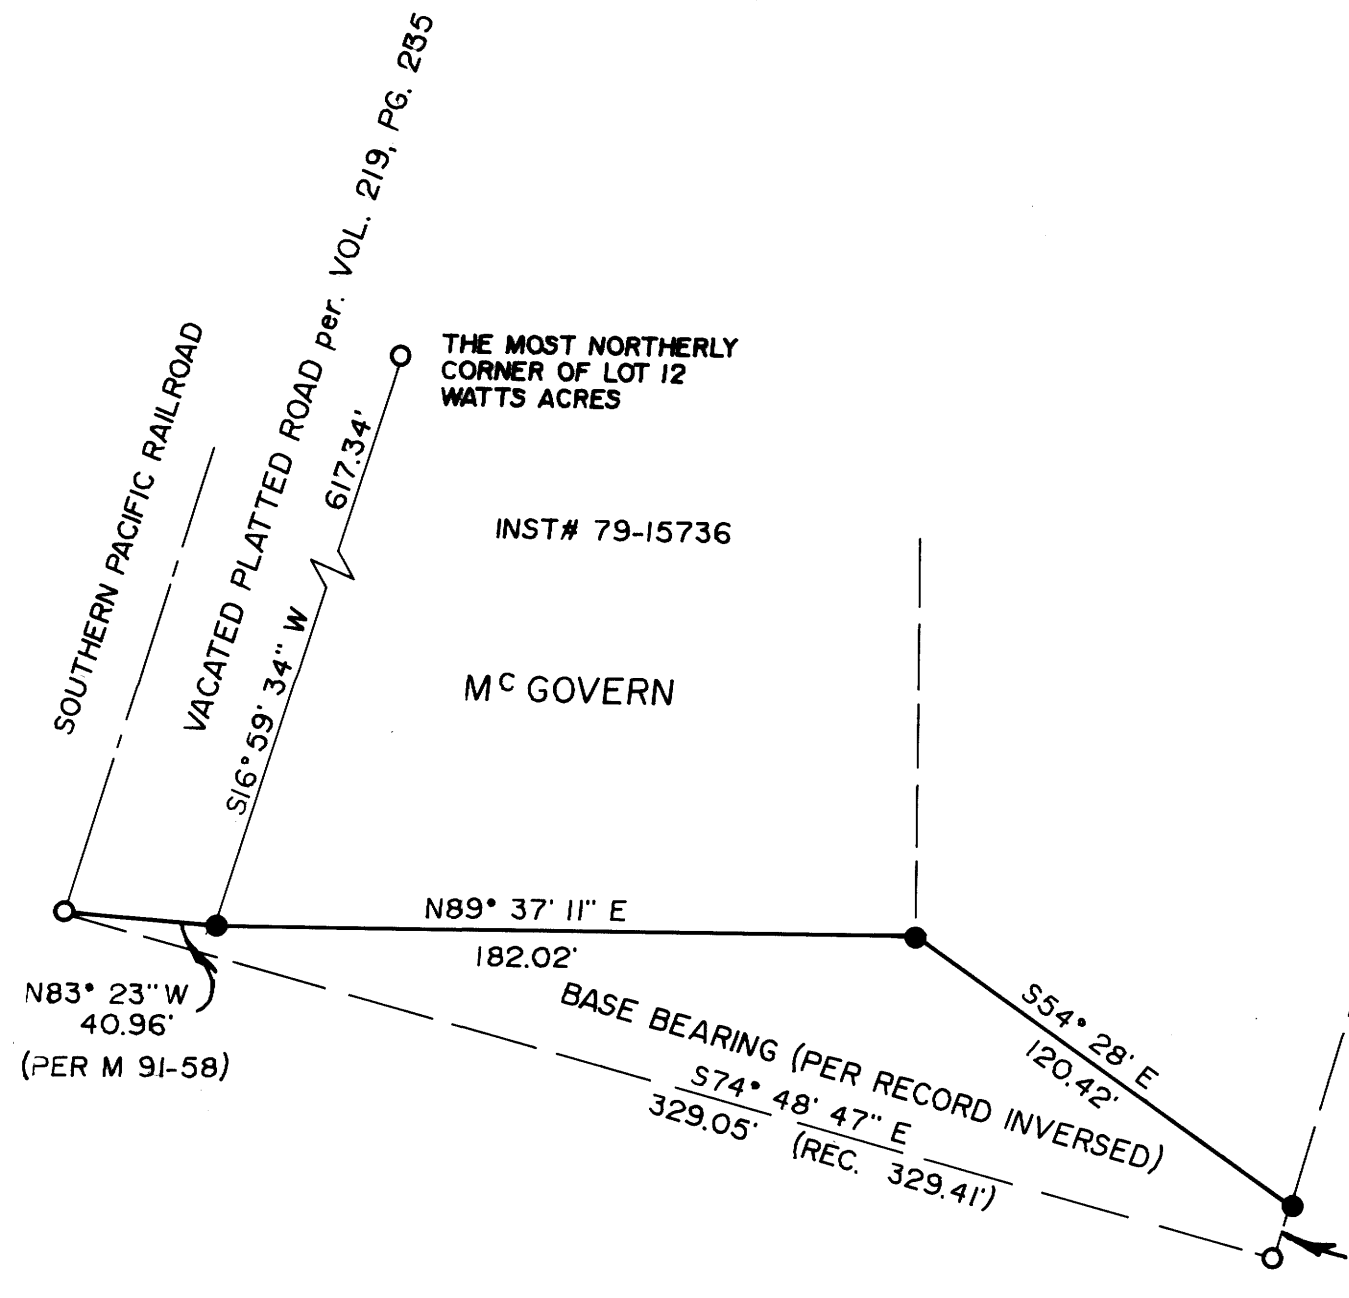 SOUTHERN PACIFIC RAILROAD
VACATED PLATTED ROAD per. VOL. 219, PG. 235
THE MOST NORTHERLY
CORNER OF LOT 12
WATTS ACRES
617.34'
S16° 59' 34" W
INST# 79-15736
Mc GOVERN
N89° 37' 11" E
182.02'
N83° 23" W
40.96'
(PER M 91-58)
S54° 28' E
120.42'
BASE BEARING (PER RECORD INVERSED)
S74° 48' 47" E
329.05' (REC. 329.41')